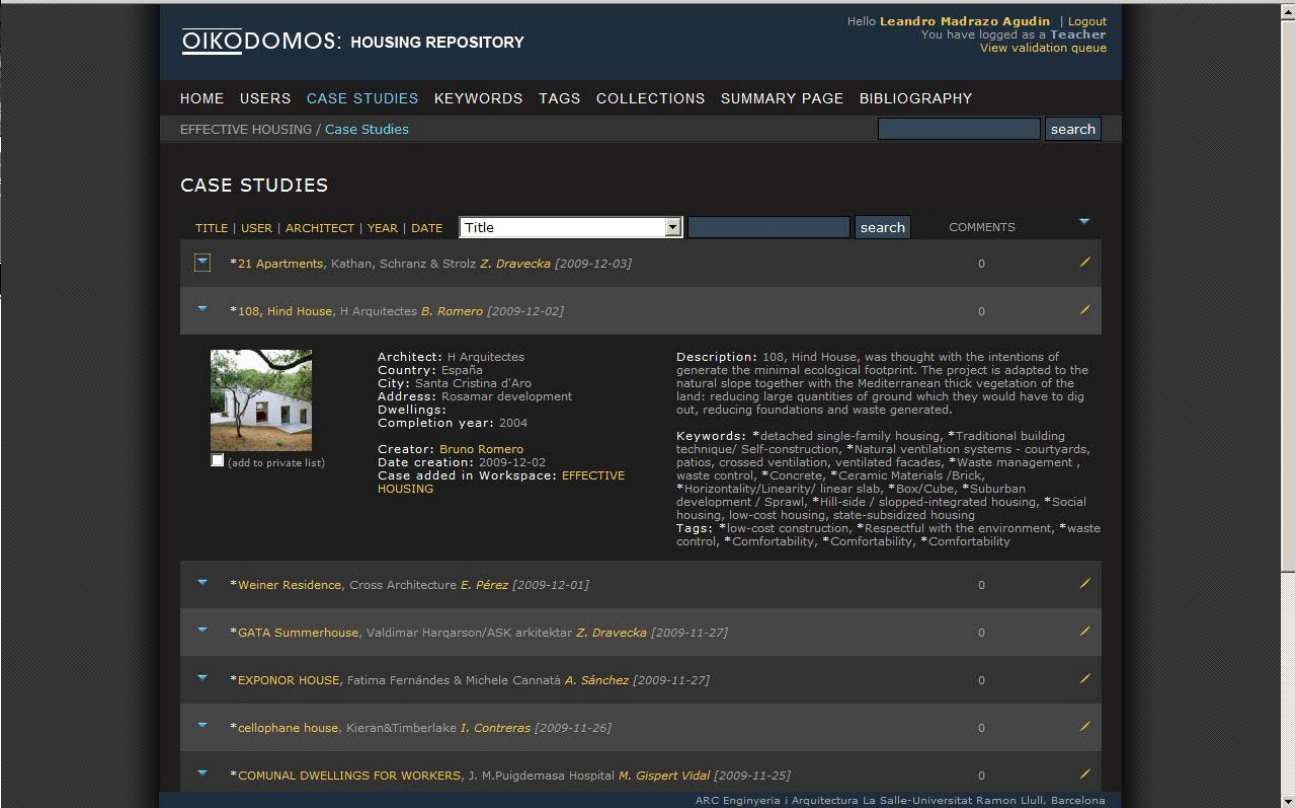 Hello Leandro Madrazo Agudin | Logout
OIKODOMOS: HOUSING REPOSITORY
You have logged as a Teacher
View validation queue
HOME USERS CASE STUDIES KEYWORDS TAGS COLLECTIONS SUMMARY PAGE BIBLIOGRAPHY
EFFECTIVE HOUSING / Case Studies
search
CASE STUDIES
TITLE | USER | ARCHITECT | YEAR | DATE Title search COMMENTS
*21 Apartments, Kathan, Schranz & Strolz Z. Dravecka [2009-12-03] 0
*108, Hind House, H Arquitectes B. Romero [2009-12-02] 0
(add to private list)
Architect: H Arquitectes
Country: España
City: Santa Cristina d'Aro
Address: Rosamar development
Dwellings:
Completion year: 2004
Creator: Bruno Romero
Date creation: 2009-12-02
Case added in Workspace: EFFECTIVE
HOUSING
Description: 108, Hind House, was thought with the intentions of
generate the minimal ecological footprint. The project is adapted to the
natural slope together with the Mediterranean thick vegetation of the
land: reducing large quantities of ground which they would have to dig
out, reducing foundations and waste generated.
Keywords: *detached single-family housing, *Traditional building
technique/ Self-construction, *Natural ventilation systems - courtyards,
patios, crossed ventilation, ventilated facades, *Waste management ,
waste control, *Concrete, *Ceramic Materials /Brick,
*Horizontality/Linearity/ linear slab, *Box/Cube, *Suburban
development / Sprawl, *Hill-side / slopped-integrated housing, *Social
housing, low-cost housing, state-subsidized housing
Tags: *low-cost construction, *Respectful with the environment, *waste
control, *Comfortability, *Comfortability, *Comfortability
*Weiner Residence, Cross Architecture E. Pérez [2009-12-01] 0
*GATA Summerhouse, Valdimar Harqarson/ASK arkitektar Z. Dravecka [2009-11-27] 0
*EXPONOR HOUSE, Fatima Fernándes & Michele Cannatà A. Sánchez [2009-11-27] 0
*cellophane house, Kieran&Timberlake I. Contreras [2009-11-26] 0
*COMUNAL DWELLINGS FOR WORKERS, J. M.Puigdemasa Hospital M. Gispert Vidal [2009-11-25] 0
ARC Enginyeria i Arquitectura La Salle-Universitat Ramon Llull, Barcelona